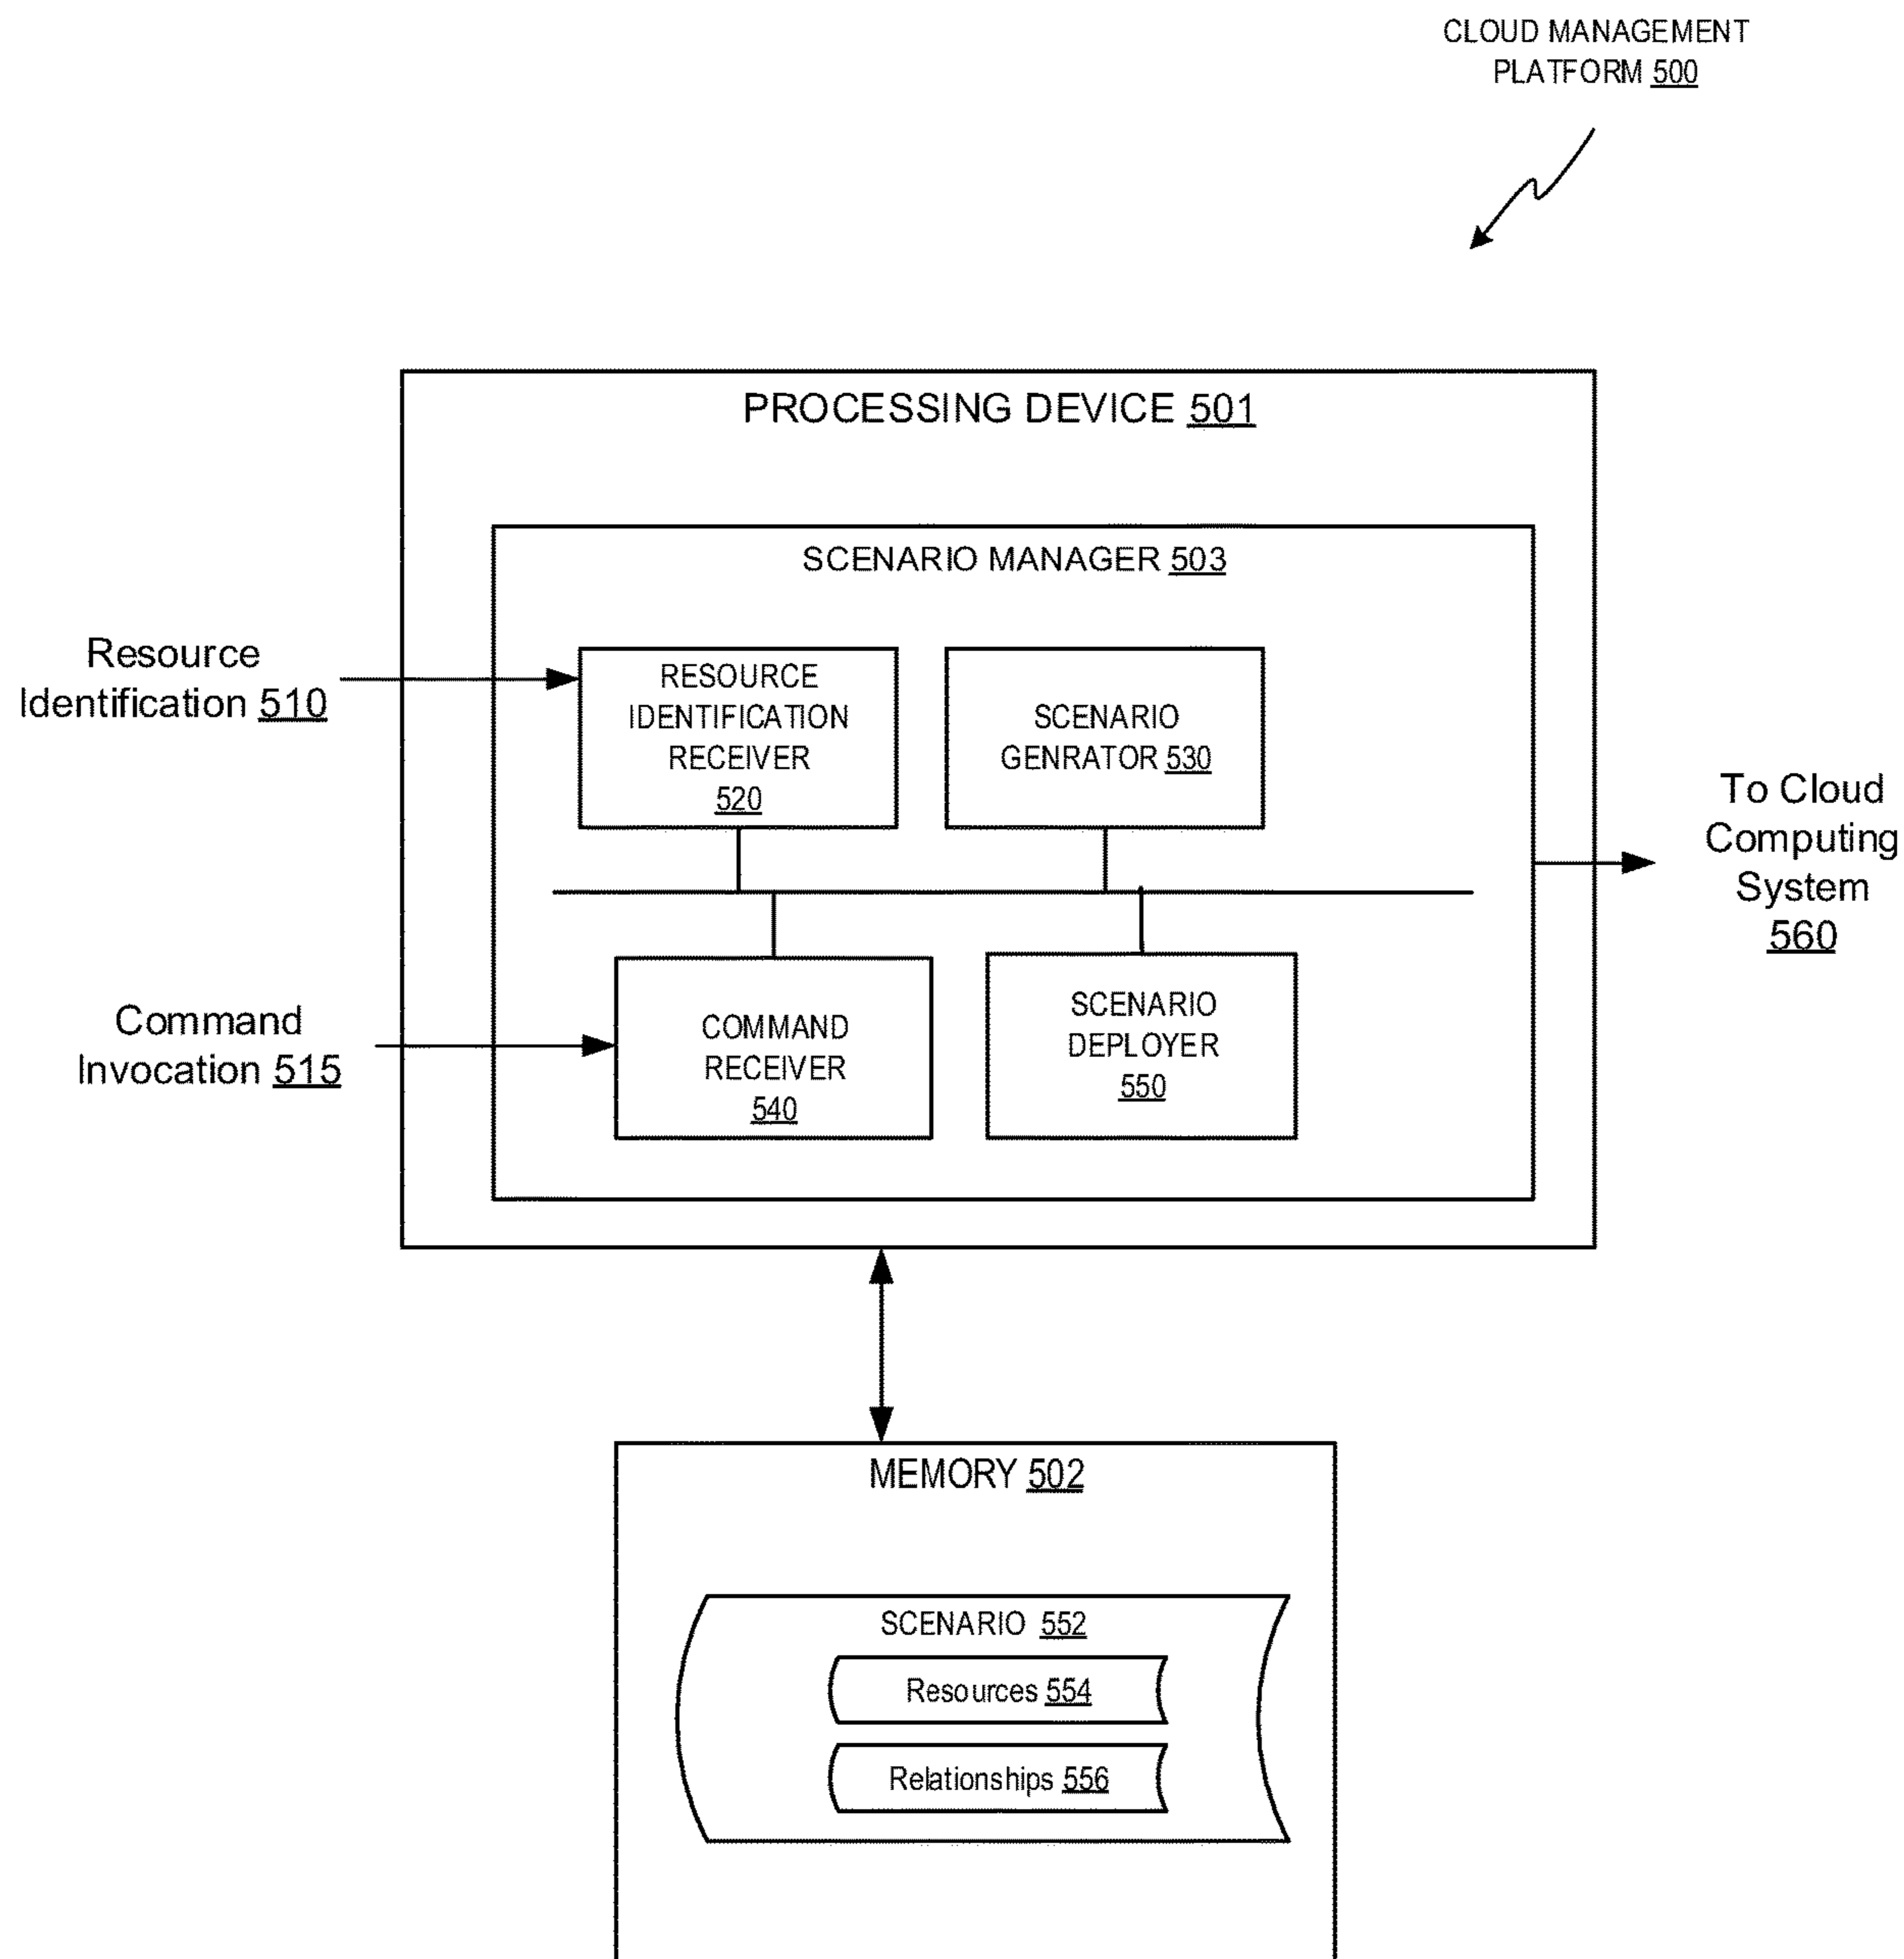 CLOUD MANAGEMENT
PLATFORM 500
PROCESSING DEVICE 501
SCENARIO MANAGER 503
Resource
Identification 510
RESOURCE
IDENTIFICATION
RECEIVER
520
SCENARIO
GENRATOR 530
To Cloud
Computing
System
560
Command
Invocation 515
COMMAND
RECEIVER
540
SCENARIO
DEPLOYER
550
MEMORY 502
SCENARIO 552
Resources 554
Relationships 556